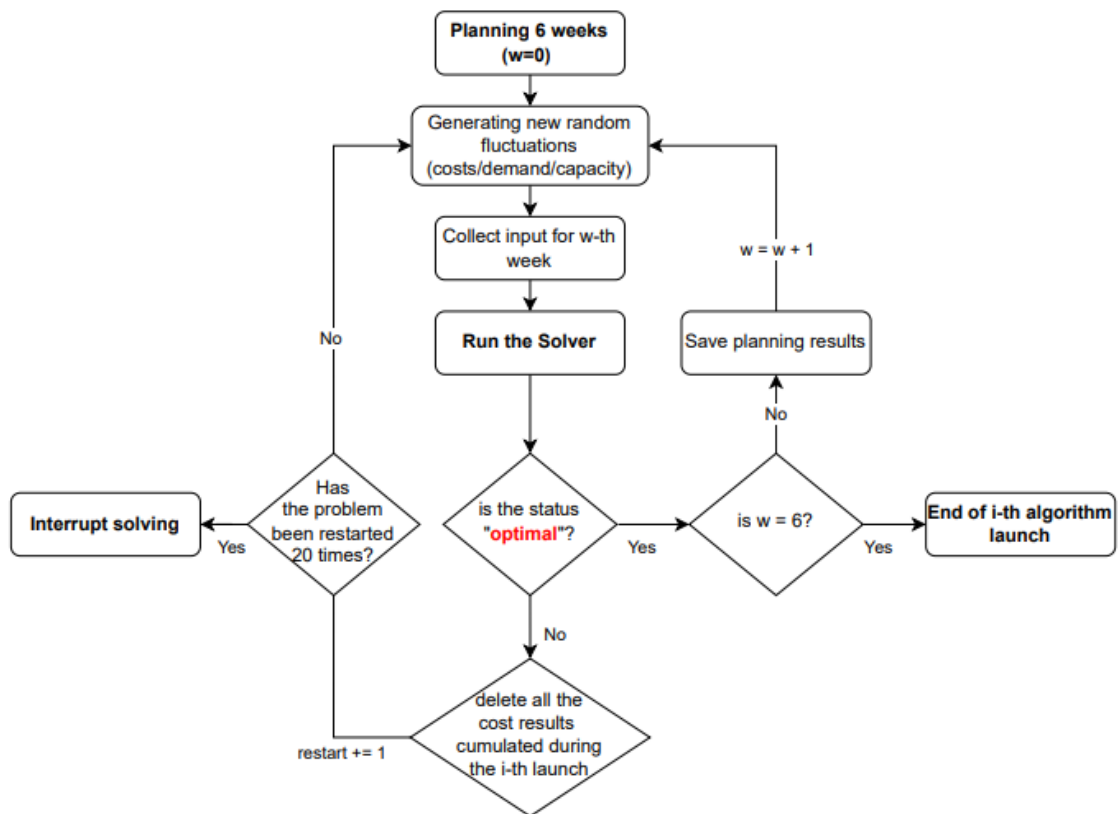 Planning 6 weeks
(w=0)
Generating new random
fluctuations
(costs/demand/capacity)
Collect input for w-th
week
w = w + 1
No
Run the Solver
Save planning results
No
Has
the problem
been restarted
20 times?
Interrupt solving
Yes
is the status
"optimal"?
Yes
is w = 6?
Yes
End of i-th algorithm
launch
No
delete all the
cost results
cumulated during
the i-th launch
restart += 1